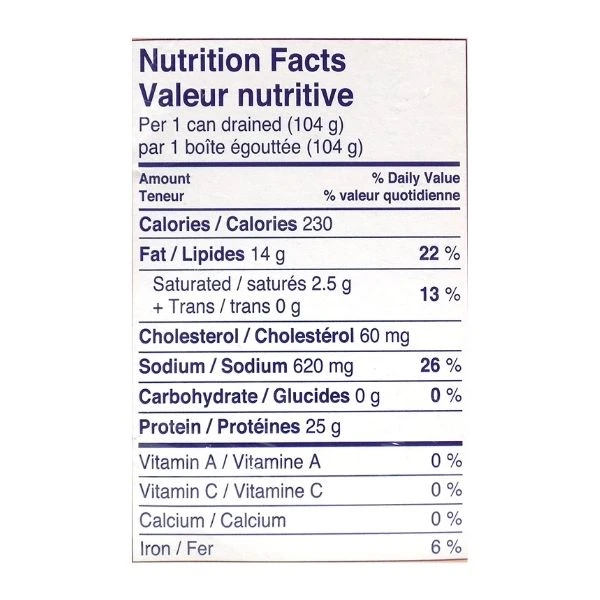 Nutrition Facts
Valeur nutritive
Per 1 can drained (104 g)
par 1 boîte égouttée (104 g)
Amount % Daily Value
Teneur % valeur quotidienne
Calories / Calories 230
Fat / Lipides 14 g 22 %
Saturated / saturés 2.5 g
+ Trans / trans 0 g 13 %
Cholesterol / Cholestérol 60 mg
Sodium / Sodium 620 mg 26 %
Carbohydrate / Glucides 0 g 0 %
Protein / Protéines 25 g
Vitamin A / Vitamine A 0 %
Vitamin C / Vitamine C 0 %
Calcium / Calcium 0 %
Iron / Fer 6 %